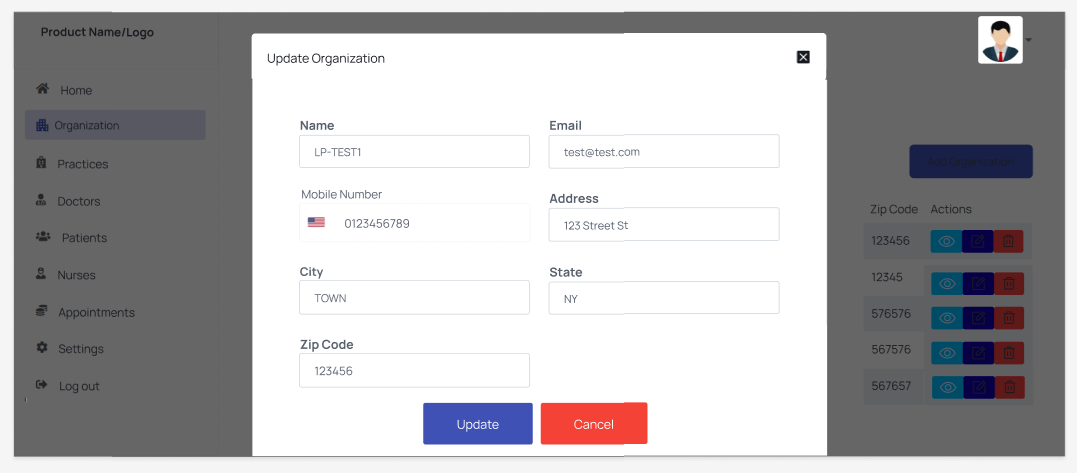 Product Name/Logo
Home
Organization
Practices
Doctors
Patients
Nurses
Appointments
Settings
Log out
Update Organization
Name
LP-TEST1
Email
test@test.com
Mobile Number
0123456789
Address
123 Street St
City
TOWN
State
NY
Zip Code
123456
Update
Cancel
Add Organization
Zip Code Actions
123456
12345
576576
567576
567657